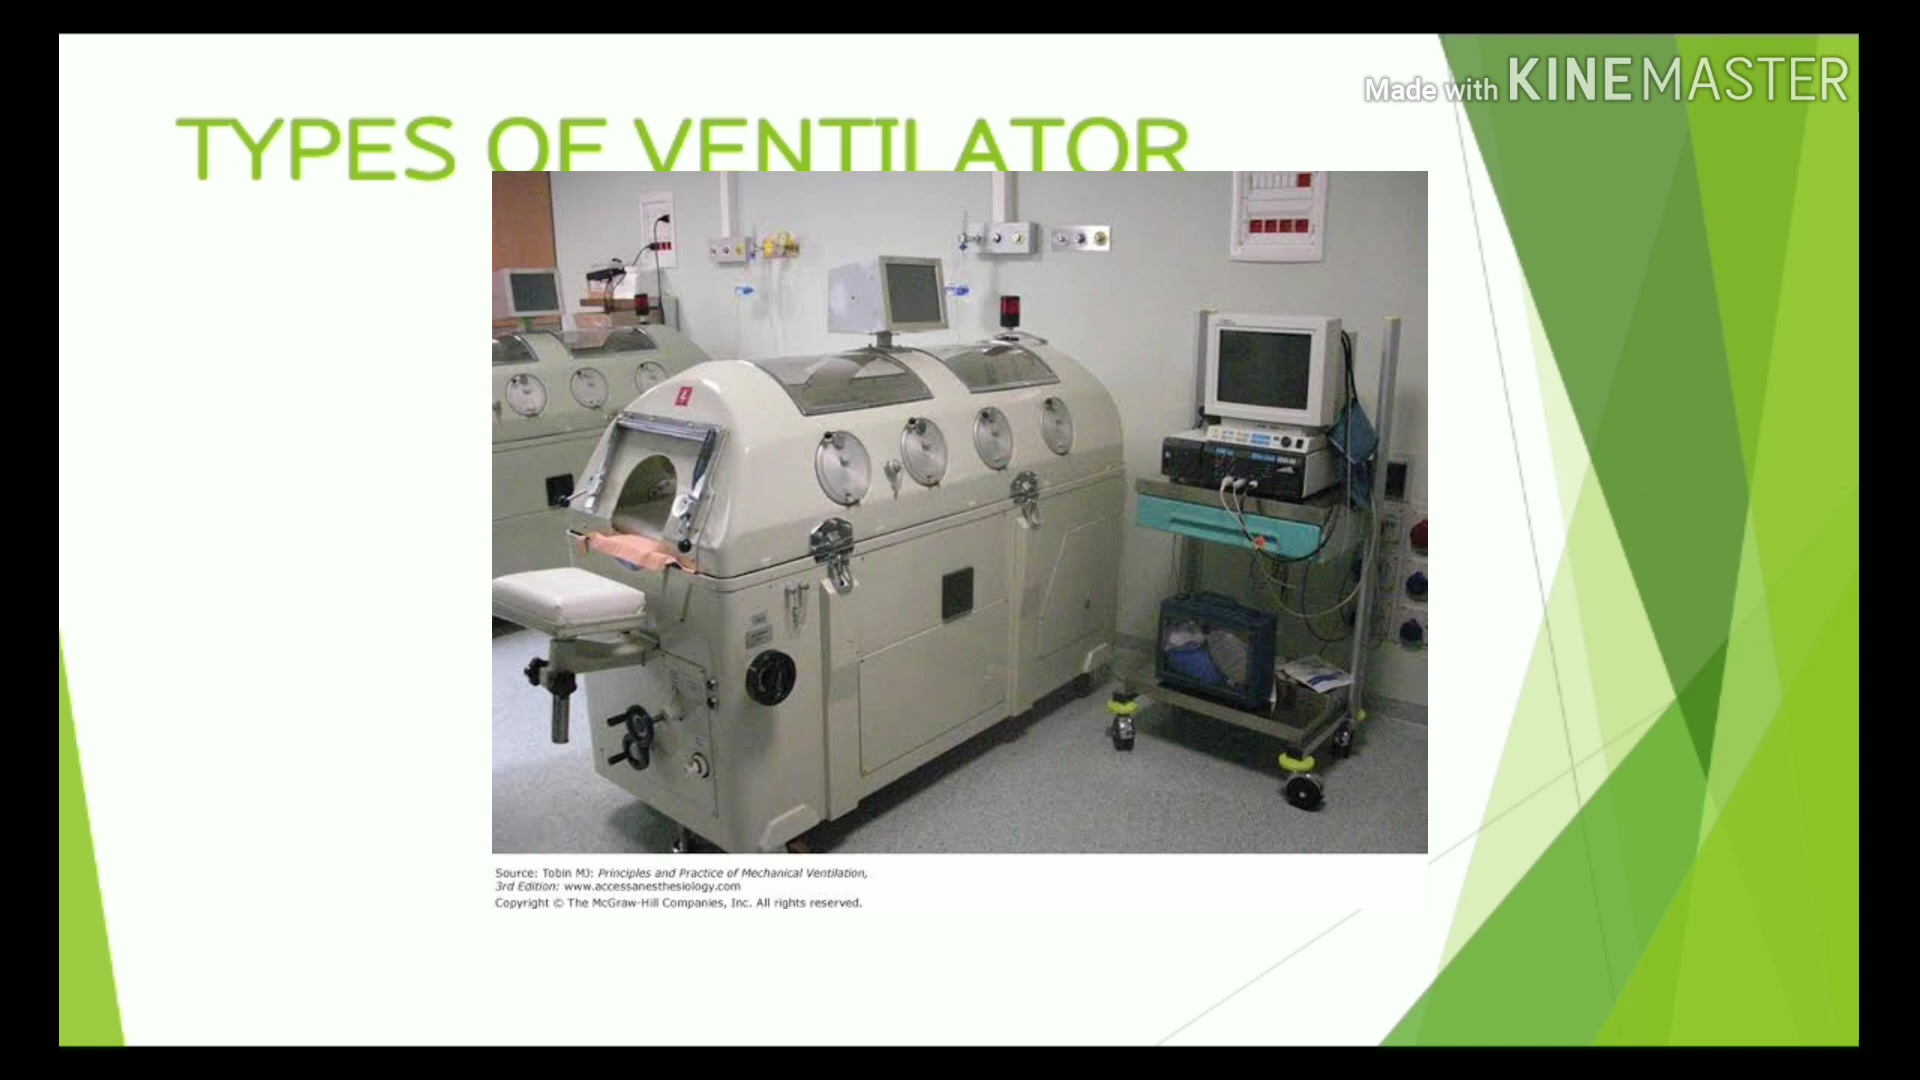 Made with KINEMASTER
TYPES OF VENTILATOR
Source: Tobin MJ: Principles and Practice of Mechanical Ventilation,
3rd Edition: www.accessanesthesiology.com
Copyright © The McGraw-Hill Companies, Inc. All rights reserved.